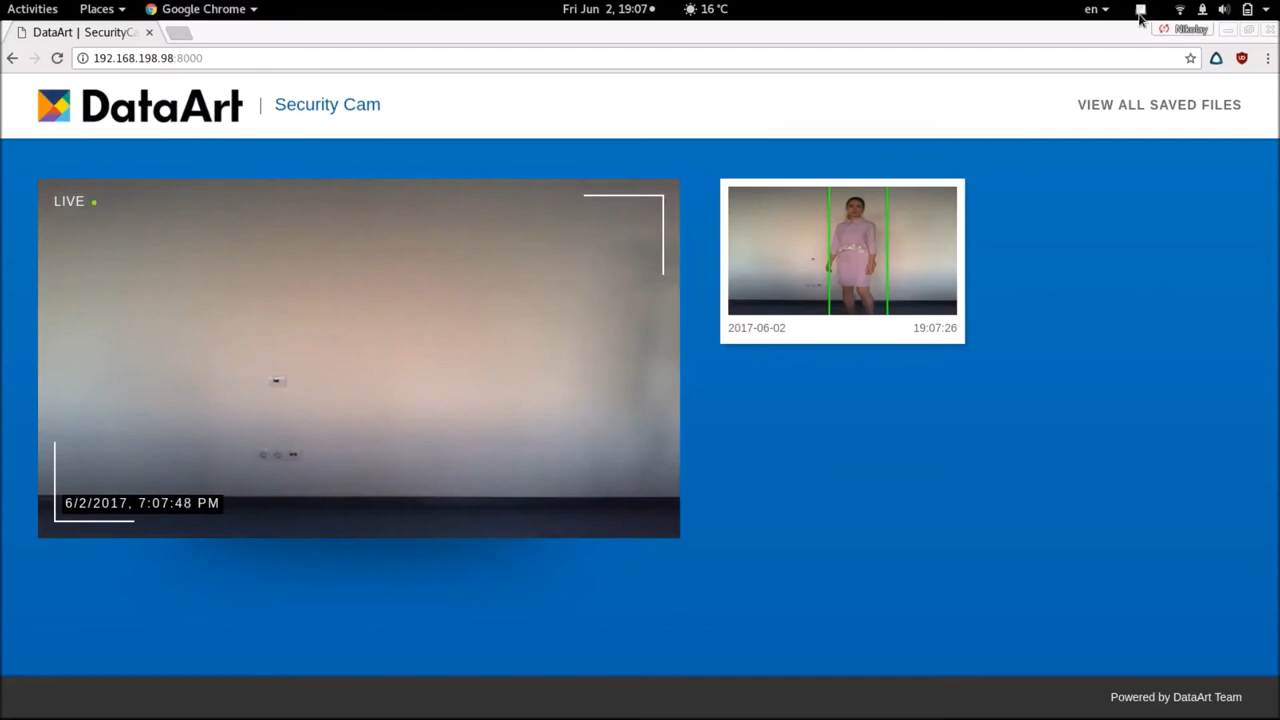 Activities Places Google Chrome Fri Jun 2, 19:07 16 °C en
DataArt | SecurityCa Nikolay
192.168.198.98:8000
DataArt | Security Cam VIEW ALL SAVED FILES
LIVE
2017-06-02 19:07:26
6/2/2017, 7:07:48 PM
Powered by DataArt Team